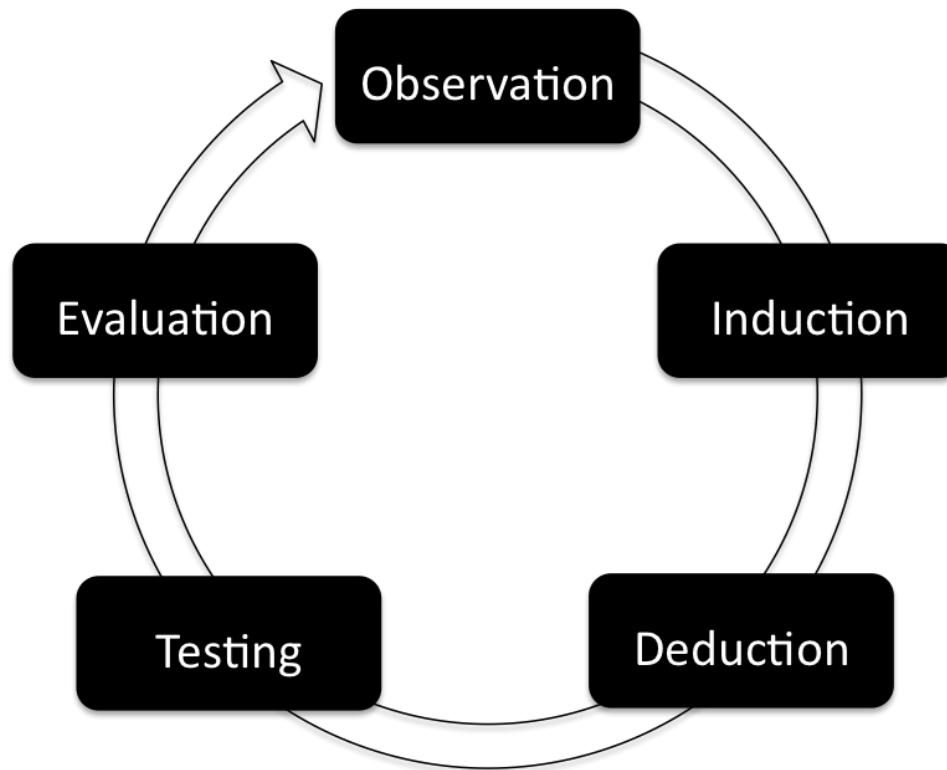 Observation
Induction
Deduction
Testing
Evaluation